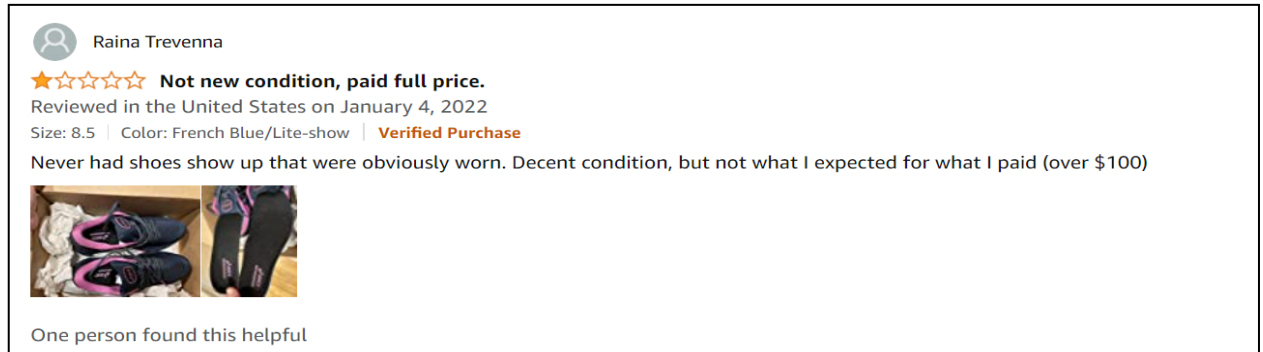 Raina Trevenna
Not new condition, paid full price.
Reviewed in the United States on January 4, 2022
Size: 8.5 | Color: French Blue/Lite-show | Verified Purchase
Never had shoes show up that were obviously worn. Decent condition, but not what I expected for what I paid (over $100)
One person found this helpful